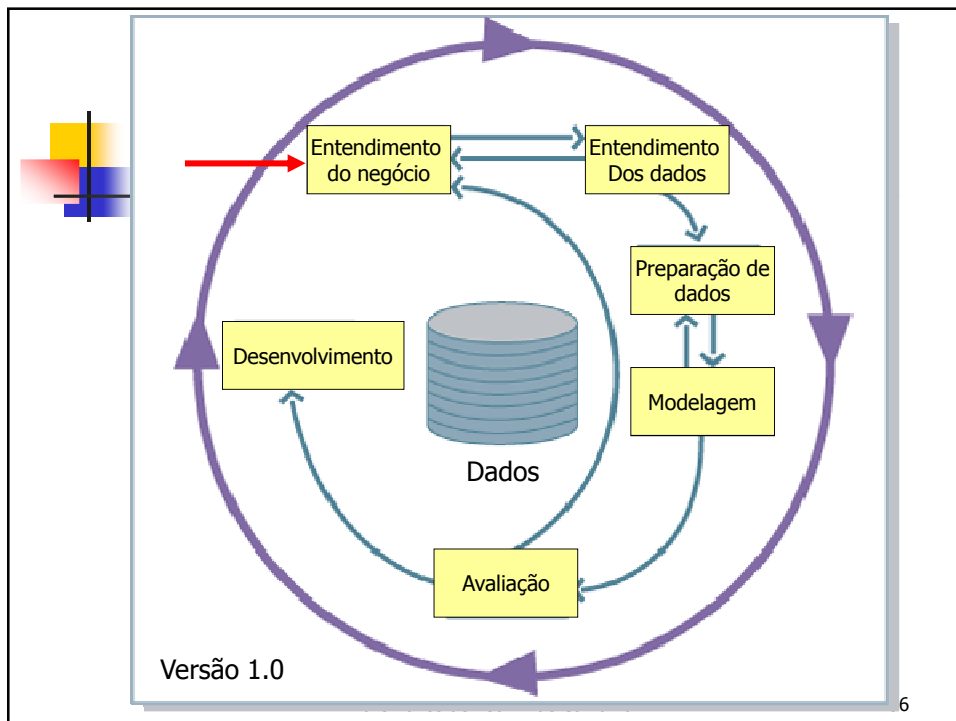 Entendimento
do negócio
Entendimento
Dos dados
Preparação de
dados
Desenvolvimento
Modelagem
Dados
Avaliação
Versão 1.0
6